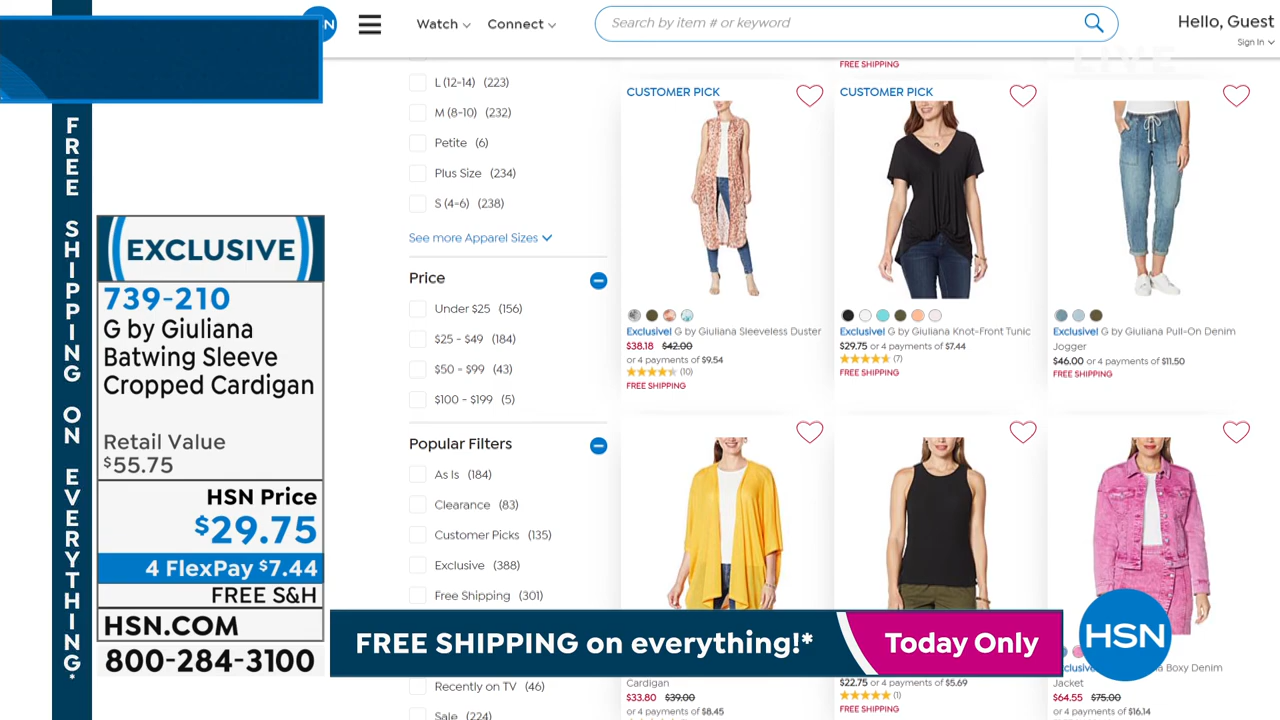 HSN
Watch
Connect
Search by item # or keyword
Hello, Guest
Sign In
LIVE
FREE SHIPPING ON EVERYTHING!*
EXCLUSIVE
739-210
G by Giuliana
Batwing Sleeve
Cropped Cardigan
Retail Value
$55.75
HSN Price
$29.75
4 FlexPay $7.44
FREE S&H
HSN.COM
800-284-3100
L (12-14) (223)
M (8-10) (232)
Petite (6)
Plus Size (234)
S (4-6) (238)
See more Apparel Sizes
Price
Under $25 (156)
$25 - $49 (184)
$50 - $99 (43)
$100 - $199 (5)
Popular Filters
As Is (184)
Clearance (83)
Customer Picks (135)
Exclusive (388)
Free Shipping (301)
Recently on TV (46)
Sale (224)
FREE SHIPPING
CUSTOMER PICK
CUSTOMER PICK
Exclusive! G by Giuliana Sleeveless Duster
$38.18 $42.00
or 4 payments of $9.54
(10)
FREE SHIPPING
Exclusive! G by Giuliana Knot-Front Tunic
$29.75 or 4 payments of $7.44
(7)
FREE SHIPPING
Exclusive! G by Giuliana Pull-On Denim
Jogger
$46.00 or 4 payments of $11.50
FREE SHIPPING
Cardigan
$33.80 $39.00
or 4 payments of $8.45
$22.75 or 4 payments of $5.69
(1)
FREE SHIPPING
Boxy Denim
Jacket
$64.55 $75.00
or 4 payments of $16.14
FREE SHIPPING on everything!*
Today Only
HSN